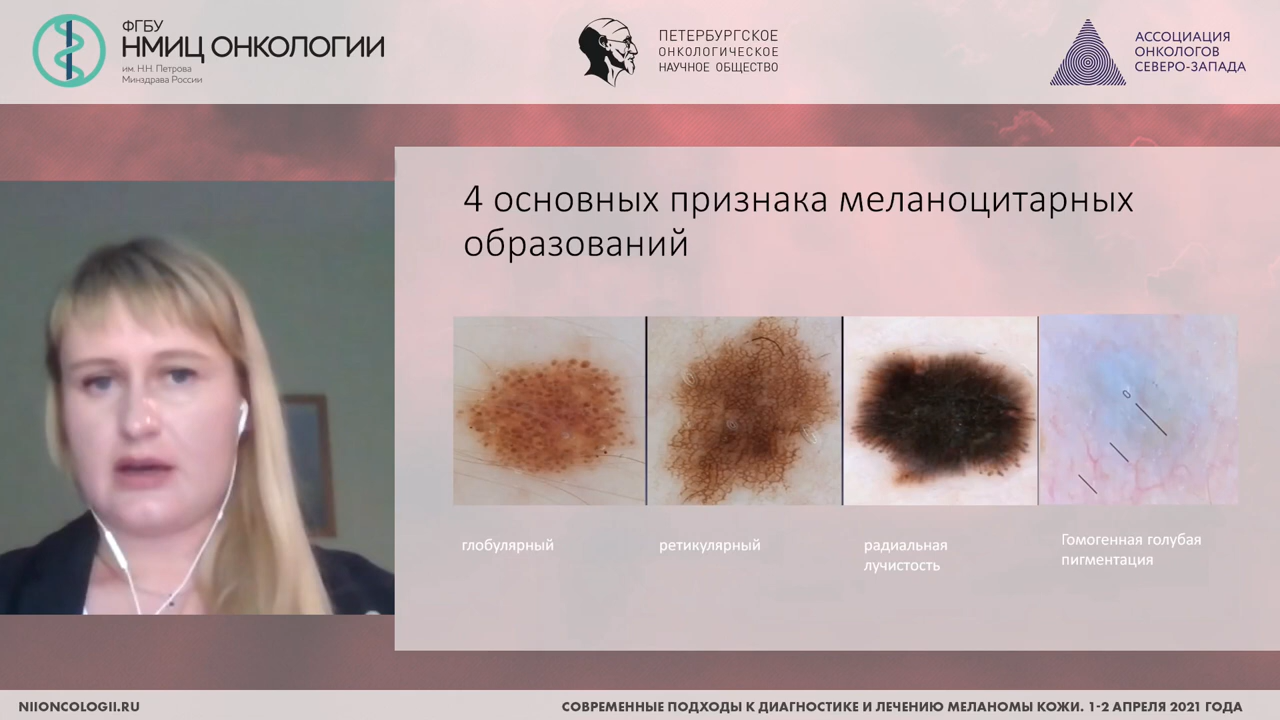 ФГБУ
НМИЦ ОНКОЛОГИИ
им. Н.Н. Петрова
Минздрава России
ПЕТЕРБУРГСКОЕ
ОНКОЛОГИЧЕСКОЕ
НАУЧНОЕ ОБЩЕСТВО
АССОЦИАЦИЯ
ОНКОЛОГОВ
СЕВЕРО-ЗАПАДА
4 основных признака меланоцитарных
образований
глобулярный
ретикулярный
радиальная
лучистость
Гомогенная голубая
пигментация
NIIONCOLOGII.RU
СОВРЕМЕННЫЕ ПОДХОДЫ К ДИАГНОСТИКЕ И ЛЕЧЕНИЮ МЕЛАНОМЫ КОЖИ. 1-2 АПРЕЛЯ 2021 ГОДА